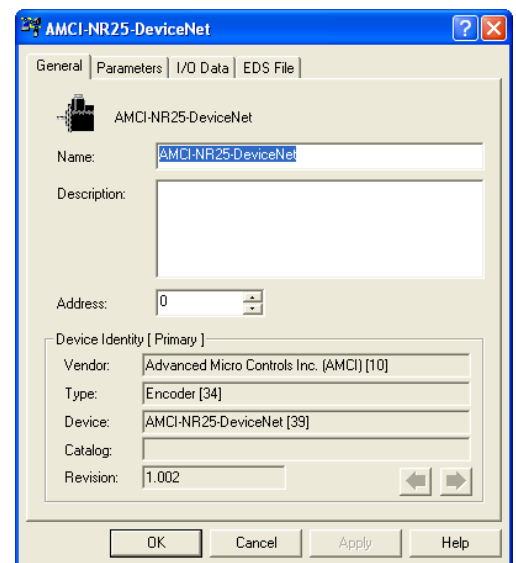 AMCI-NR25-DeviceNet
General Parameters I/O Data EDS File
AMCI-NR25-DeviceNet
Name: AMCI-NR25-DeviceNet
Description:
Address: 0
Device Identity [ Primary ]
Vendor: Advanced Micro Controls Inc. (AMCI) [10]
Type: Encoder [34]
Device: AMCI-NR25-DeviceNet [39]
Catalog:
Revision: 1.002
OK Cancel Apply Help